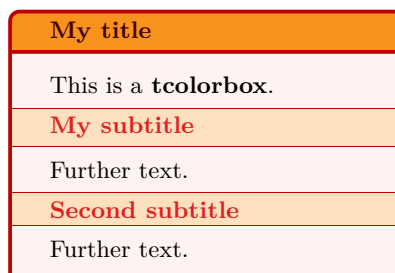 My title
This is a tcolorbox.
My subtitle
Further text.
Second subtitle
Further text.